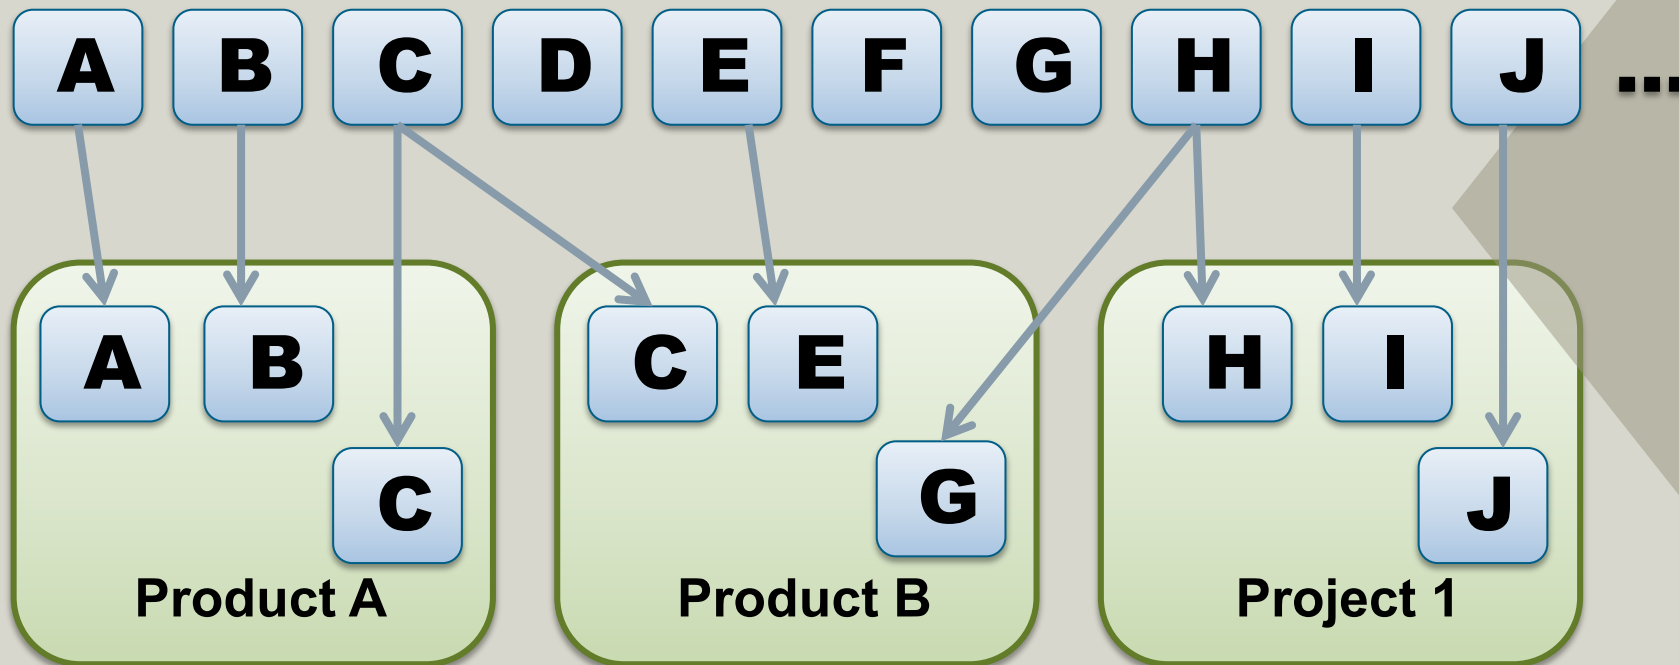 A B C D E F G H I J ...
A B C E H I
C G J
Product A Product B Project 1